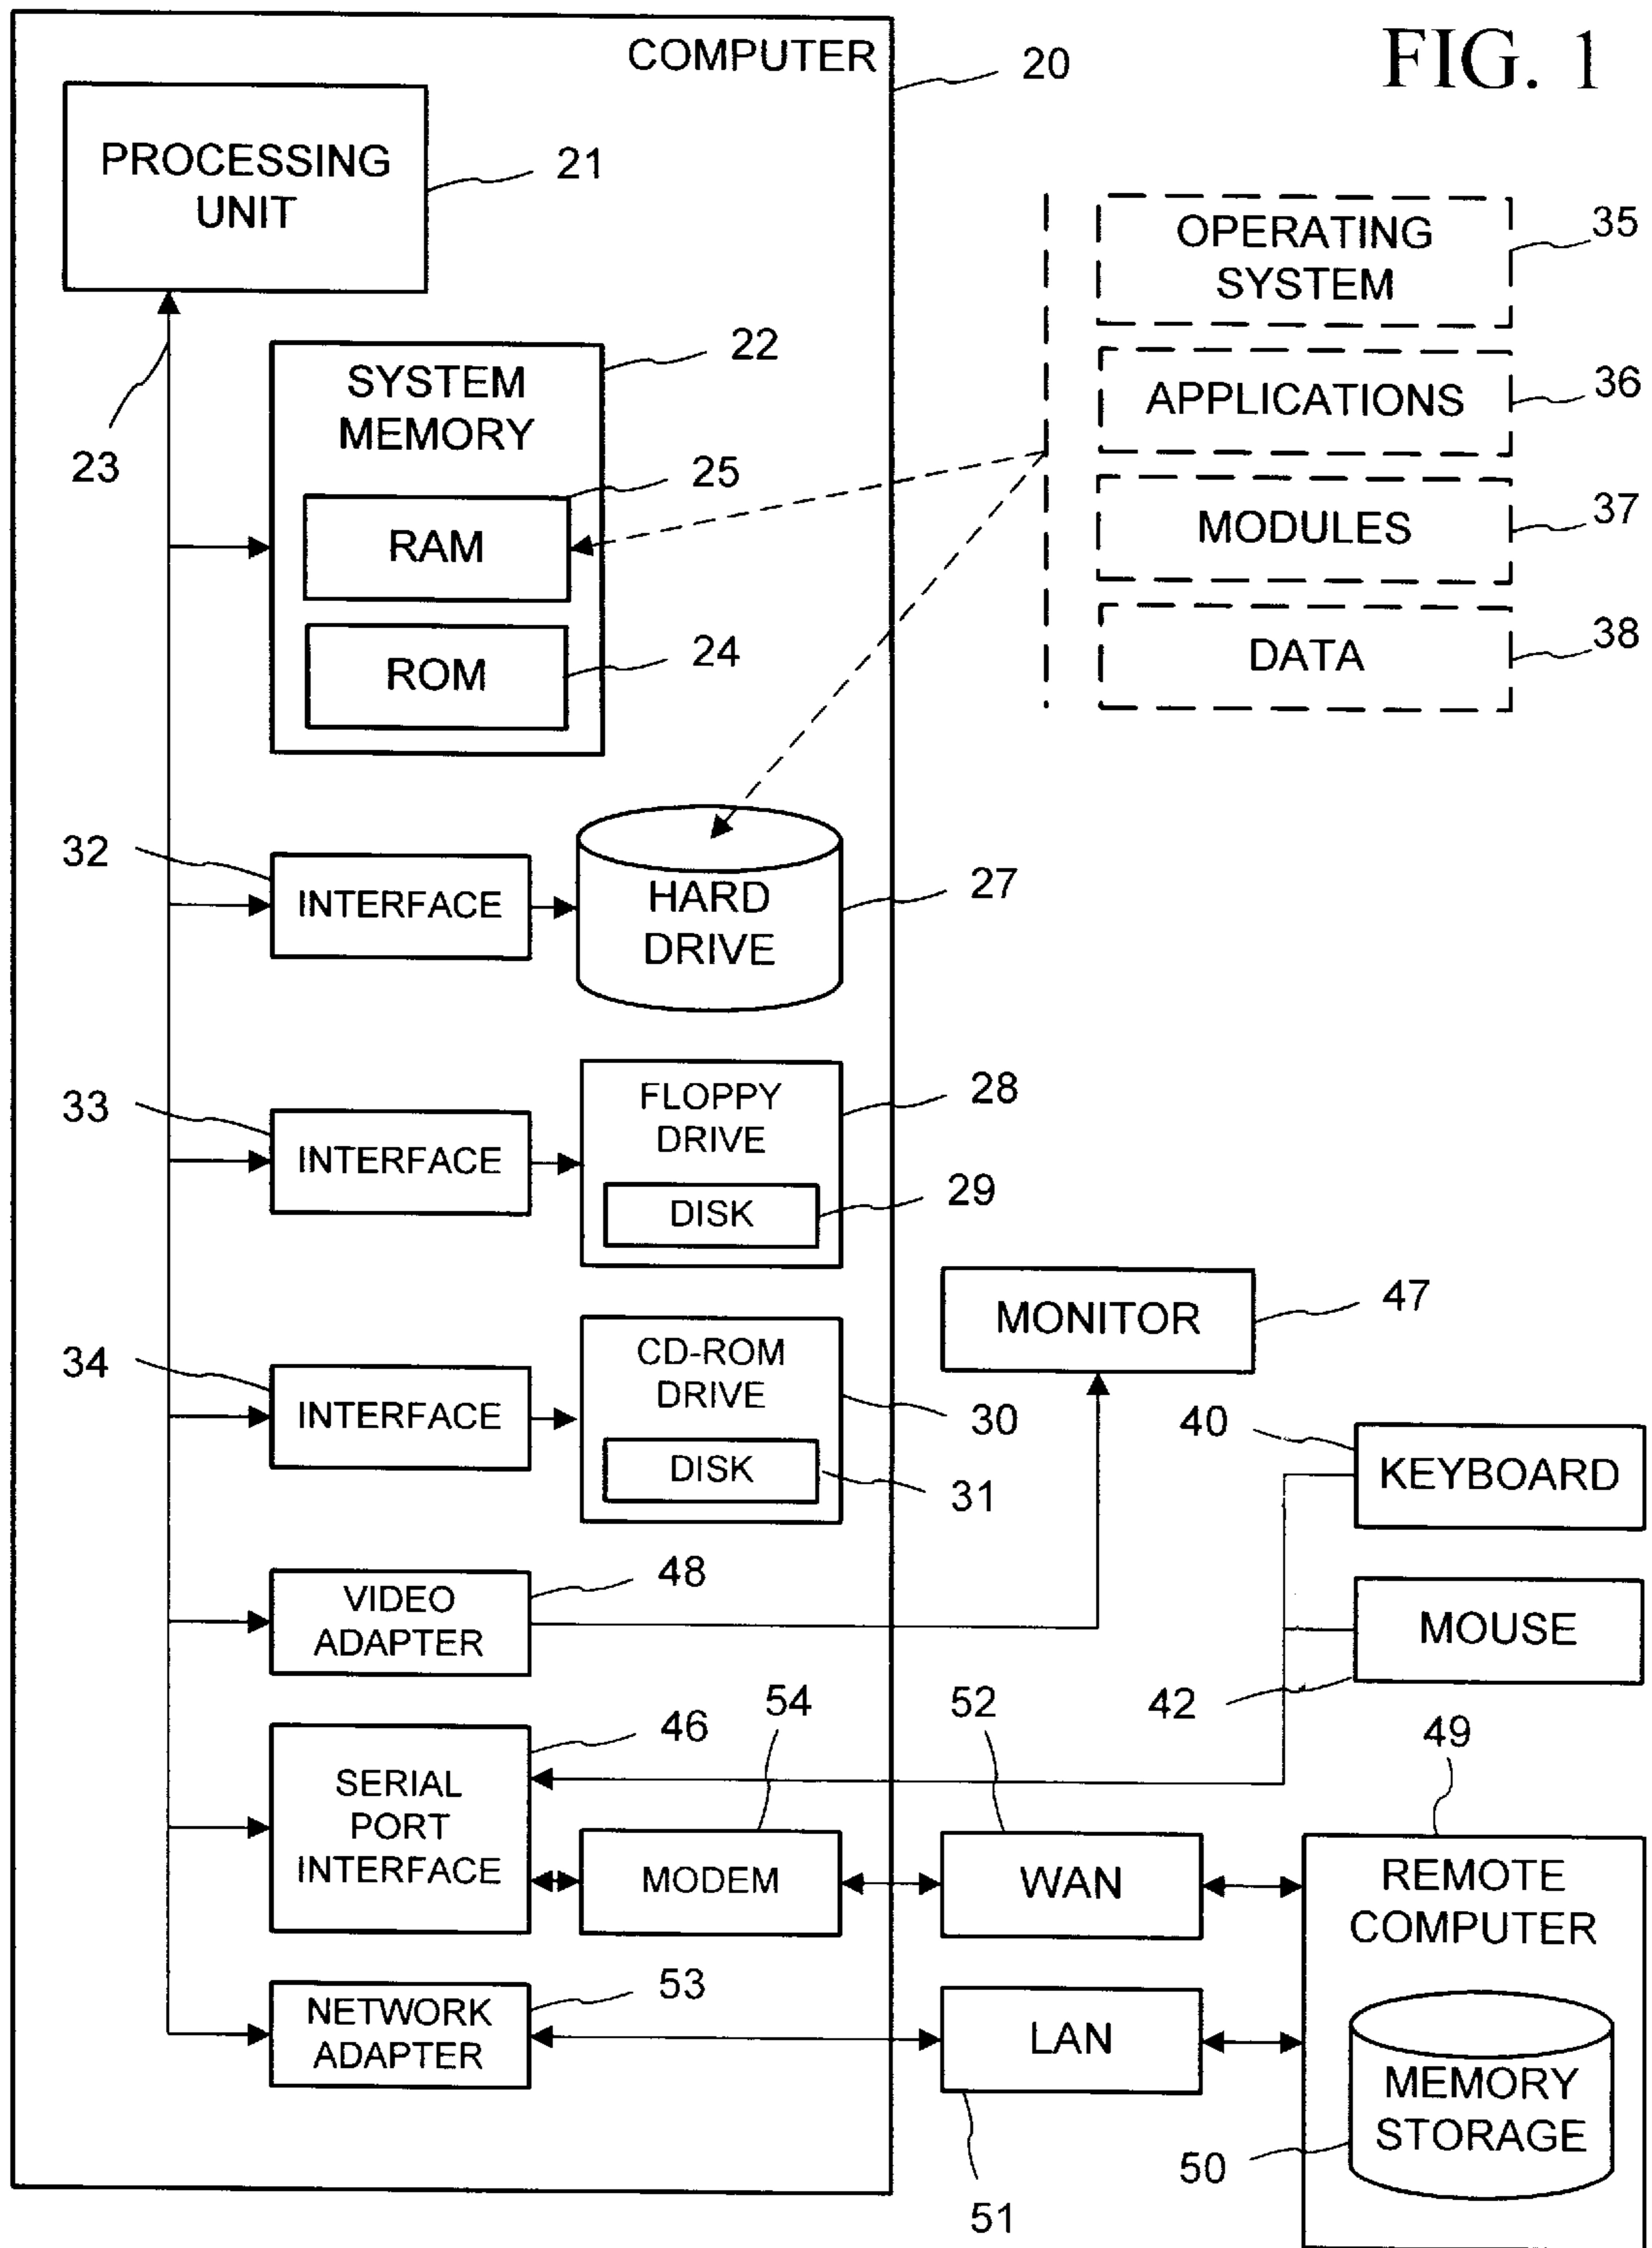 COMPUTER
20
FIG. 1
PROCESSING
UNIT
21
23
SYSTEM
MEMORY
22
RAM
25
ROM
24
OPERATING
SYSTEM
35
APPLICATIONS
36
MODULES
37
DATA
38
32
INTERFACE
HARD
DRIVE
27
33
INTERFACE
FLOPPY
DRIVE
28
DISK
29
34
INTERFACE
CD-ROM
DRIVE
30
DISK
31
MONITOR
47
40
KEYBOARD
MOUSE
42
VIDEO
ADAPTER
48
SERIAL
PORT
INTERFACE
46
MODEM
54
WAN
52
49
REMOTE
COMPUTER
NETWORK
ADAPTER
53
LAN
51
MEMORY
STORAGE
50